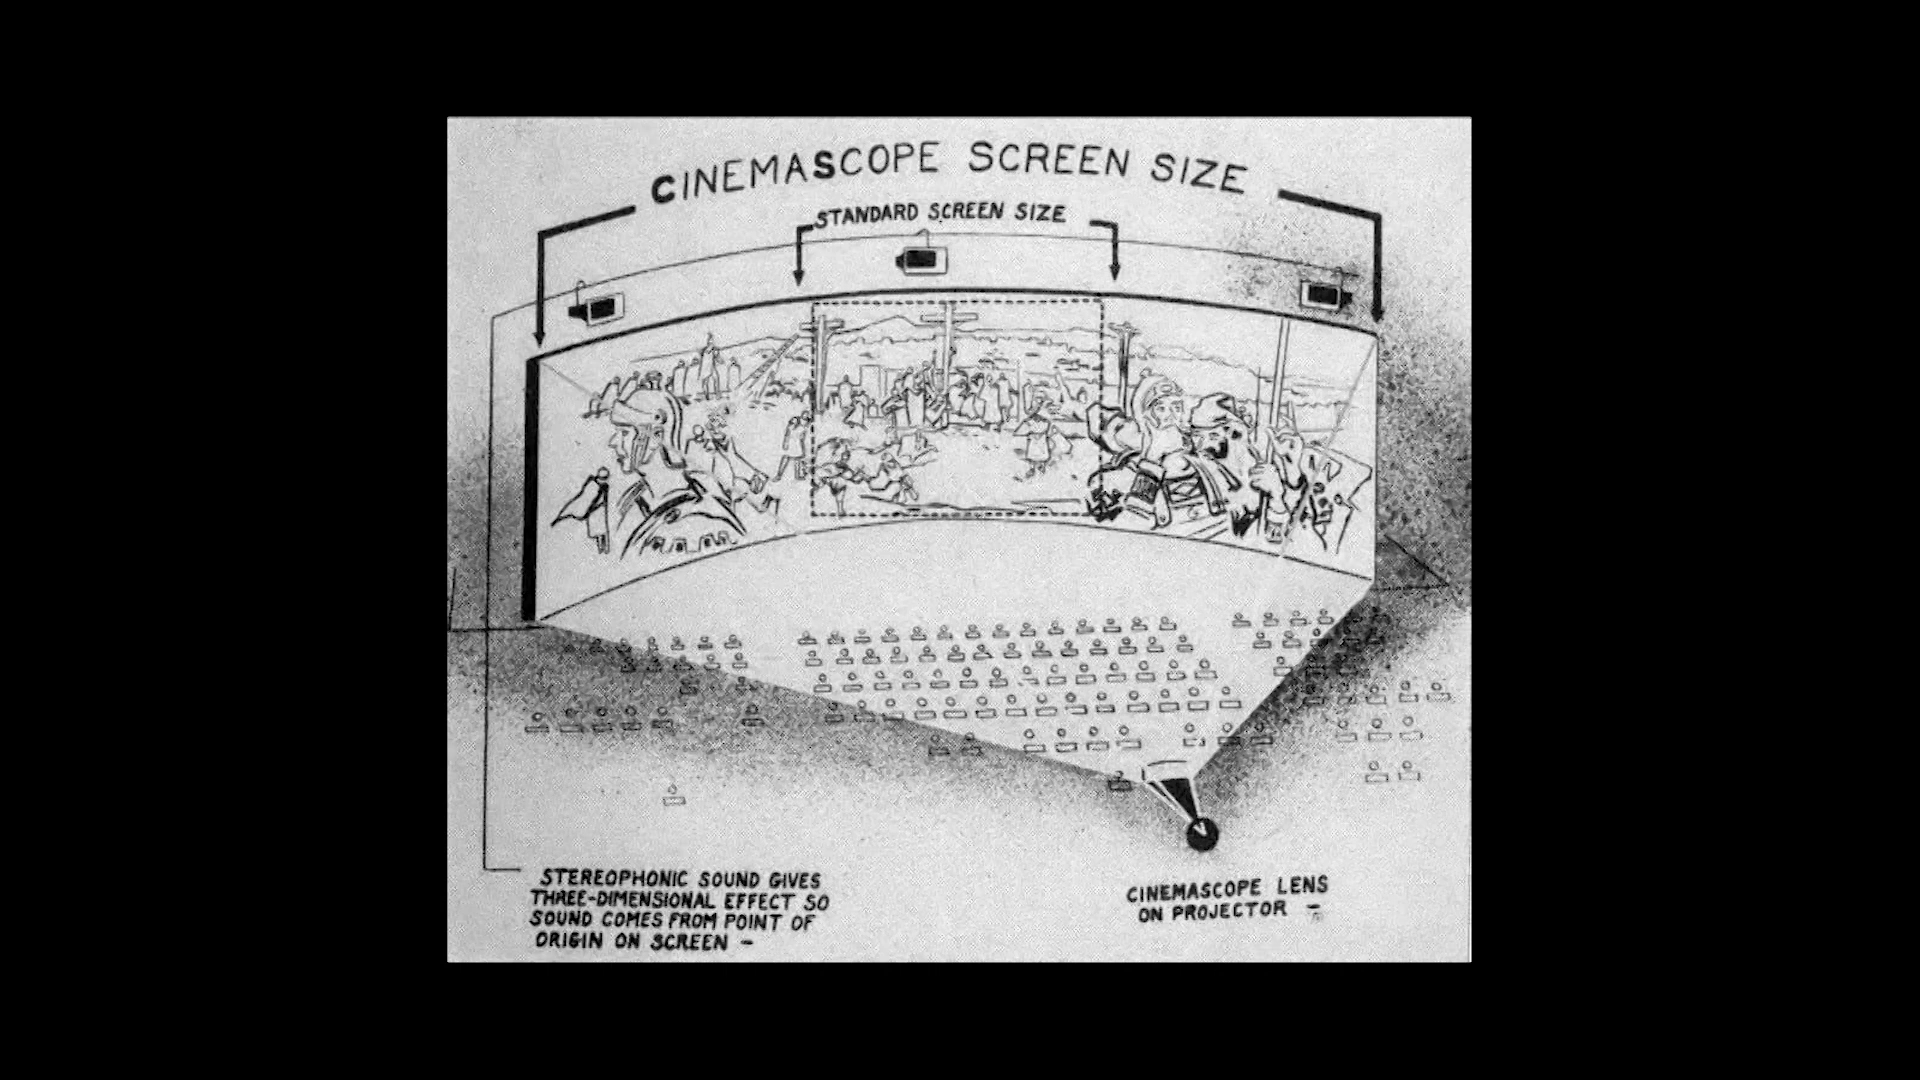 CINEMASCOPE SCREEN SIZE
STANDARD SCREEN SIZE
STEREOPHONIC SOUND GIVES
THREE-DIMENSIONAL EFFECT SO
SOUND COMES FROM POINT OF
ORIGIN ON SCREEN –
CINEMASCOPE LENS
ON PROJECTOR –